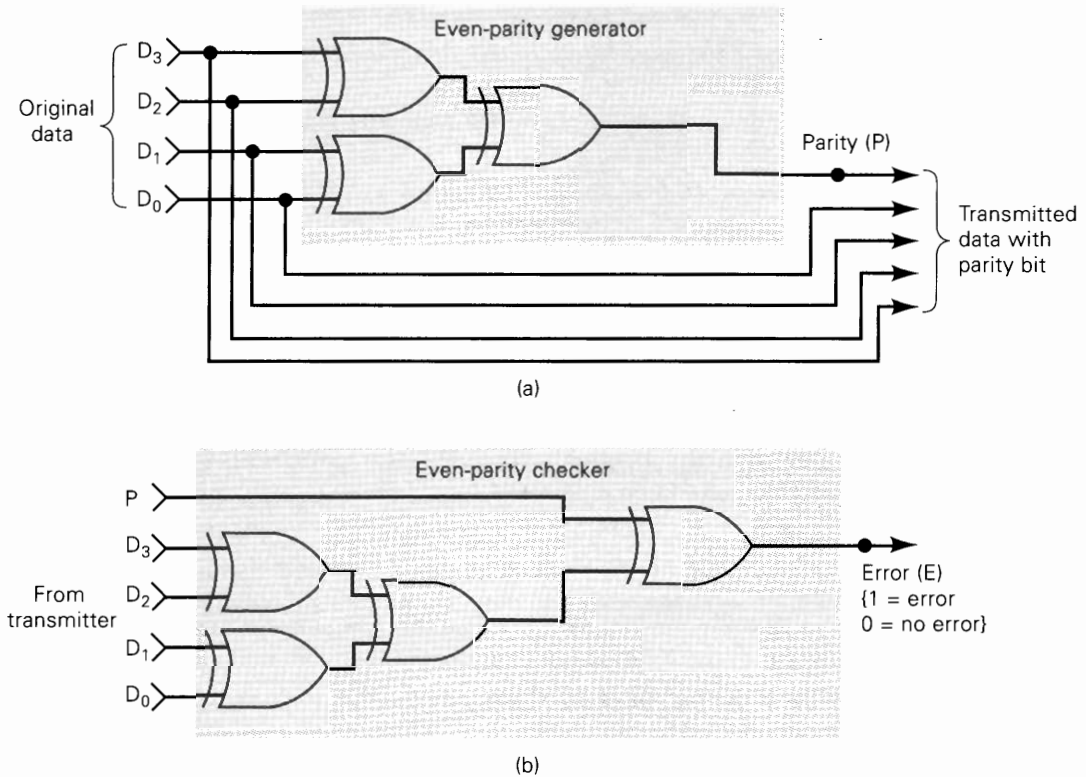 Even-parity generator
D₃
D₂
D₁
D₀
Original
data
Parity (P)
Transmitted
data with
parity bit
(a)
Even-parity checker
P
D₃
D₂
D₁
D₀
From
transmitter
Error (E)
{1 = error
0 = no error}
(b)